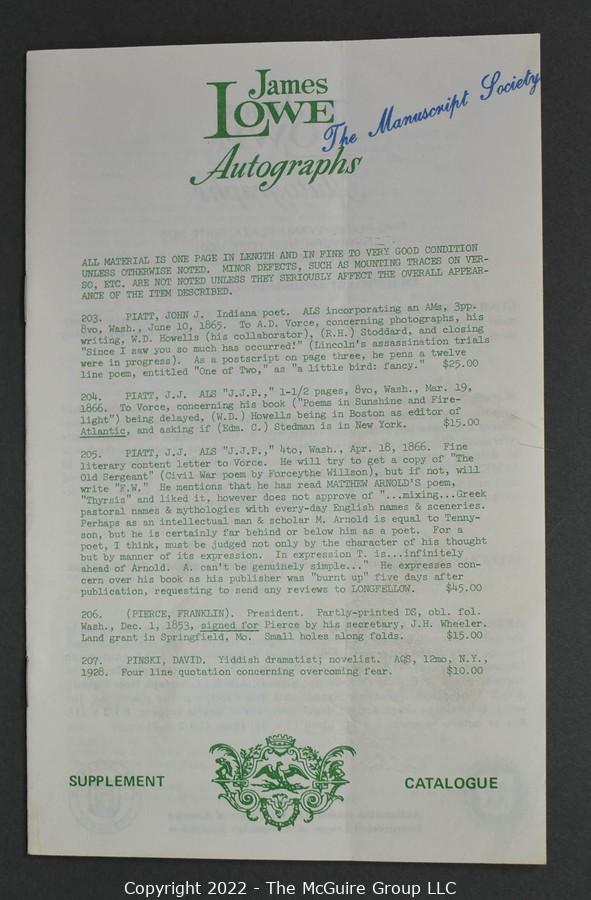 James
LOWE
Autographs
The Manuscript Society
ALL MATERIAL IS ONE PAGE IN LENGTH AND IN FINE TO VERY GOOD CONDITION
UNLESS OTHERWISE NOTED. MINOR DEFECTS, SUCH AS MOUNTING TRACES ON VER-
SO, ETC. ARE NOT NOTED UNLESS THEY SERIOUSLY AFFECT THE OVERALL APPEAR-
ANCE OF THE ITEM DESCRIBED.
203. PIATT, JOHN J. Indiana poet. ALS incorporating an AMs, 3pp.
8vo, Wash., June 10, 1865. To A.D. Vorce, concerning photographs, his
writing, W.D. Howells (his collaborator), (R.H.) Stoddard, and closing
"Since I saw you so much has occurred!" (Lincoln's assassination trials
were in progress). As a postscript on page three, he pens a twelve
line poem, entitled "One of Two," as "a little bird: fancy." $25.00
204. PIATT, J.J. ALS "J.J.P.," 1-1/2 pages, 8vo, Wash., Mar. 19,
1866. To Vorce, concerning his book ("Poems in Sunshine and Fire-
light") being delayed, (W.D.) Howells being in Boston as editor of
Atlantic, and asking if (Edm. C.) Stedman is in New York. $15.00
205. PIATT, J.J. ALS "J.J.P.," 4to, Wash., Apr. 18, 1866. Fine
literary content letter to Vorce. He will try to get a copy of "The
Old Sergeant" (Civil War poem by Forceythe Willson), but if not, will
write "F.W." He mentions that he has read MATTHEW ARNOLD'S poem,
"Thyrsis" and liked it, however does not approve of "...mixing...Greek
pastoral names & mythologies with every-day English names & sceneries.
Perhaps as an intellectual man & scholar M. Arnold is equal to Tenny-
son, but he is certainly far behind or below him as a poet. For a
poet, I think, must be judged not only by the character of his thought
but by manner of its expression. In expression T. is...infinitely
ahead of Arnold. A. can't be genuinely simple..." He expresses con-
cern over his book as his publisher was "burnt up" five days after
publication, requesting to send any reviews to LONGFELLOW. $45.00
206. (PIERCE, FRANKLIN). President. Partly-printed DS, obl. fol.
Wash., Dec. 1, 1853, signed for Pierce by his secretary, J.H. Wheeler.
Land grant in Springfield, Mo. Small holes along folds. $15.00
207. PINSKI, DAVID. Yiddish dramatist; novelist. AQS, 12mo, N.Y.,
1928. Four line quotation concerning overcoming fear. $10.00
SUPPLEMENT
CATALOGUE
Copyright 2022 - The McGuire Group LLC